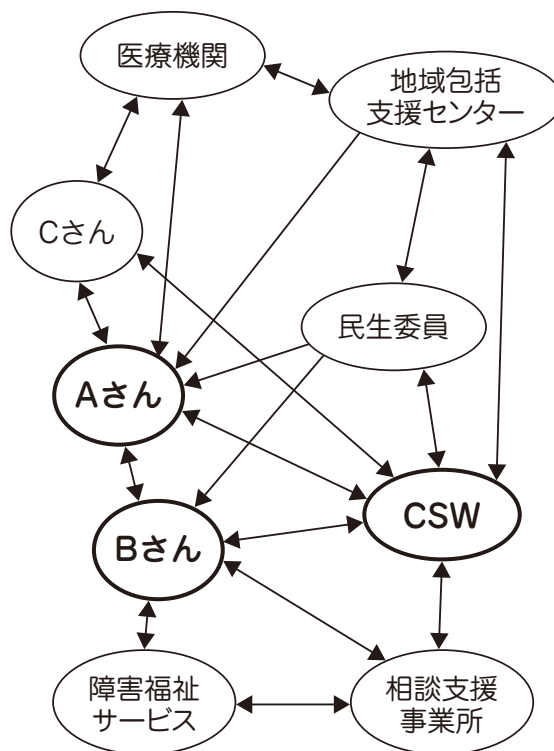 医療機関
地域包括
支援センター
Cさん
民生委員
Aさん
CSW
Bさん
障害福祉
サービス
相談支援
事業所